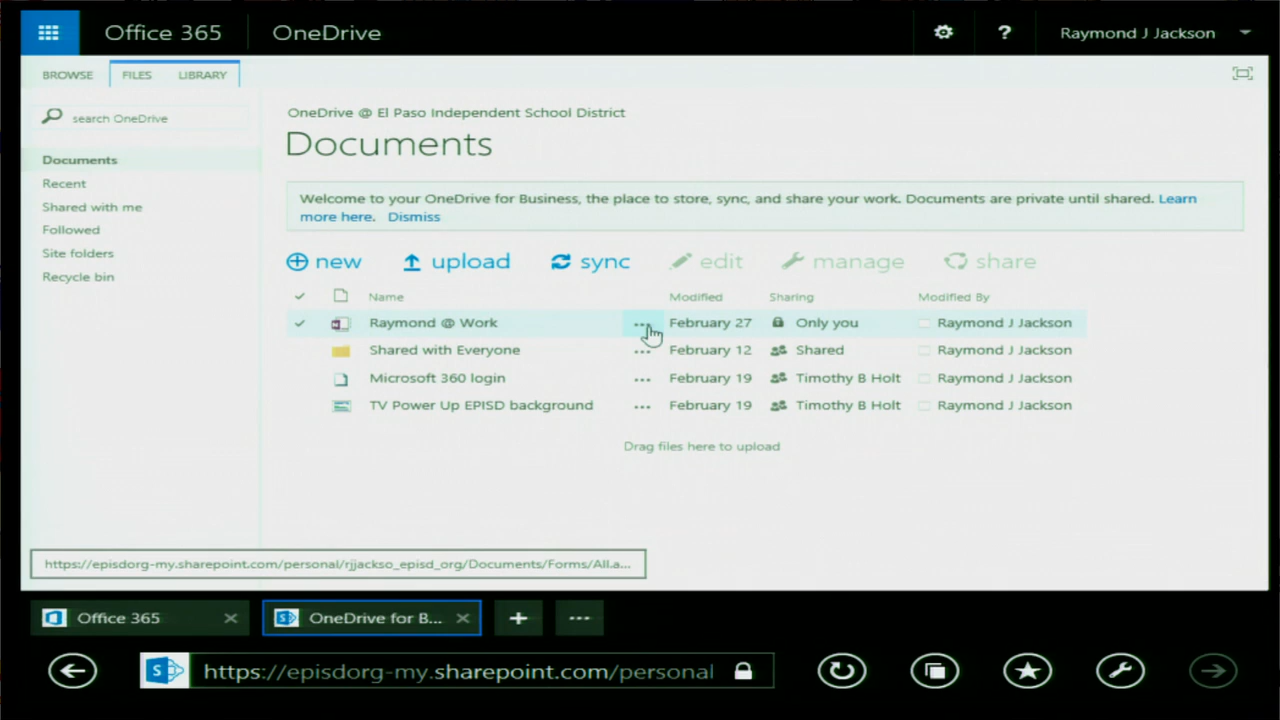 Office 365
OneDrive
?
Raymond J Jackson
BROWSE
FILES
LIBRARY
search OneDrive
Documents
Recent
Shared with me
Followed
Site folders
Recycle bin
OneDrive @ El Paso Independent School District
Documents
Welcome to your OneDrive for Business, the place to store, sync, and share your work. Documents are private until shared. Learn
more here. Dismiss
new upload sync edit manage share
Name Modified Sharing Modified By
Raymond @ Work ... February 27 Only you Raymond J Jackson
Shared with Everyone ... February 12 Shared Raymond J Jackson
Microsoft 360 login ... February 19 Timothy B Holt Raymond J Jackson
TV Power Up EPISD background ... February 19 Timothy B Holt Raymond J Jackson
Drag files here to upload
https://episdorg-my.sharepoint.com/personal/rjjackso_episd_org/Documents/Forms/All.a...
Office 365
OneDrive for B...
https://episdorg-my.sharepoint.com/personal